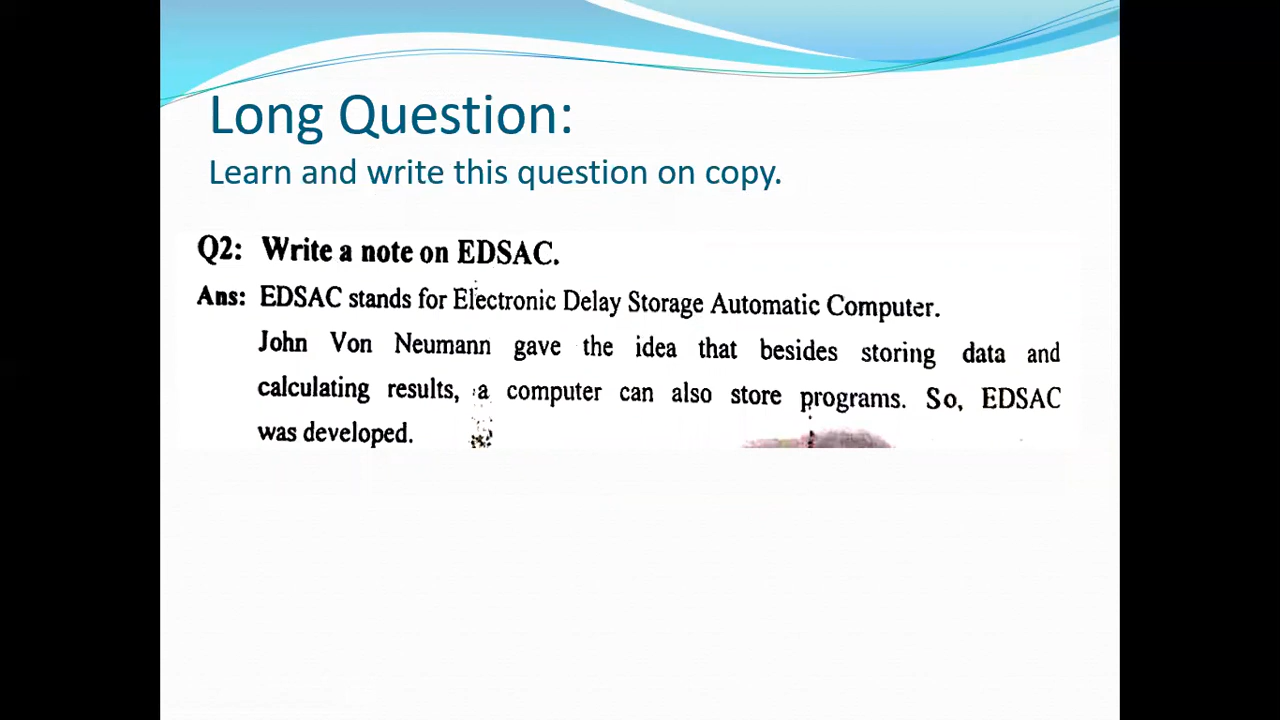 Long Question:
Learn and write this question on copy.
Q2: Write a note on EDSAC.
Ans: EDSAC stands for Electronic Delay Storage Automatic Computer.
John Von Neumann gave the idea that besides storing data and
calculating results, a computer can also store programs. So, EDSAC
was developed.